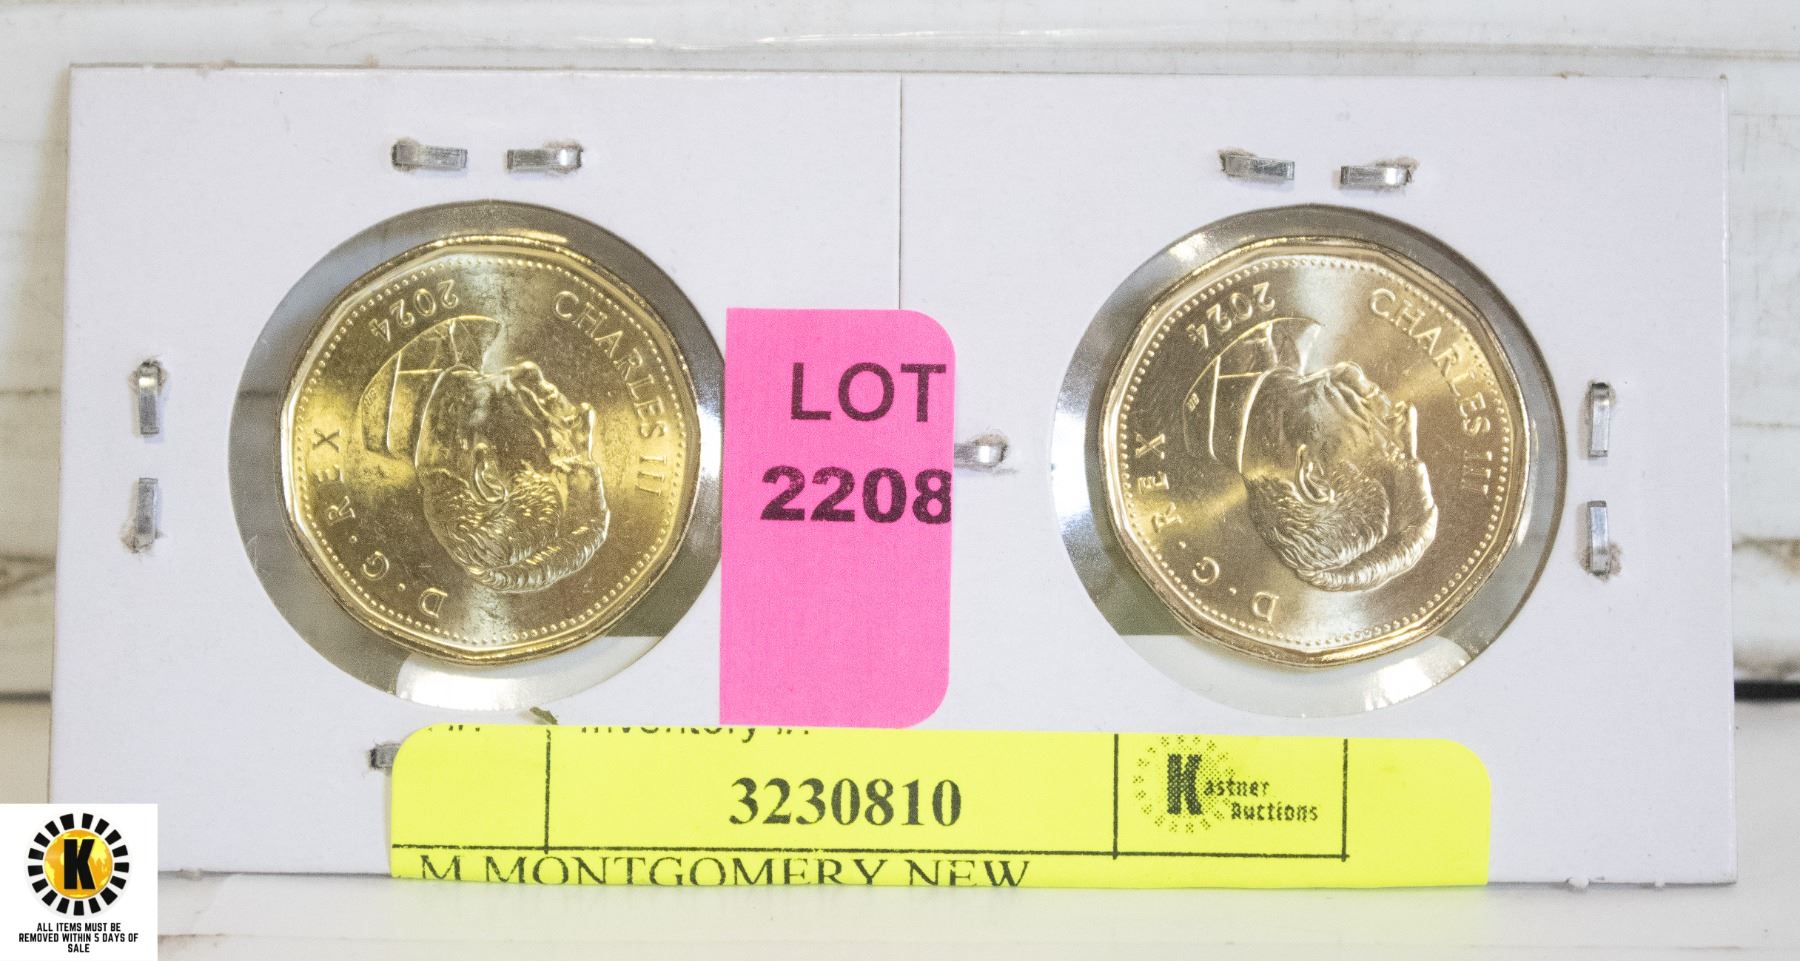 2024
CHARLES III
D · G · REX
LOT
2208
2024
CHARLES III
D · G · REX
Inventory #:
3230810
Kastner
Auctions
M MONTGOMERY NEW
K
ALL ITEMS MUST BE
REMOVED WITHIN 5 DAYS OF
SALE